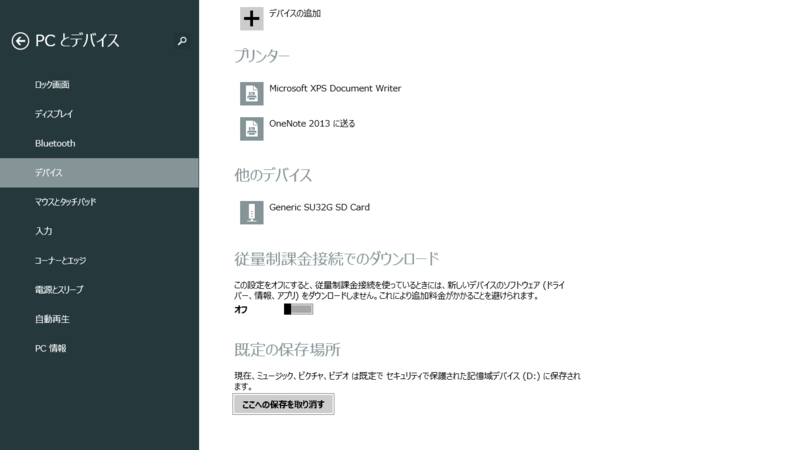 PC とデバイス
ロック画面
ディスプレイ
Bluetooth
デバイス
マウスとタッチパッド
入力
コーナーとエッジ
電源とスリープ
自動再生
PC 情報
デバイスの追加
プリンター
Microsoft XPS Document Writer
OneNote 2013 に送る
他のデバイス
Generic SU32G SD Card
従量制課金接続でのダウンロード
この設定をオフにすると、従量制課金接続を使っているときには、新しいデバイスのソフトウェア (ドライ
バー、情報、アプリ) をダウンロードしません。これにより追加料金がかかることを避けられます。
オフ
既定の保存場所
現在、ミュージック、ピクチャ、ビデオ は既定で セキュリティで保護された記憶域デバイス (D:) に保存され
ます。
ここへの保存を取り消す